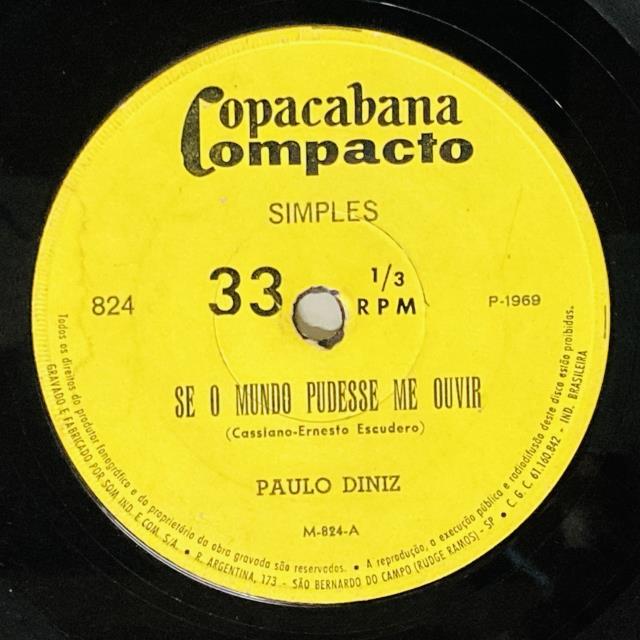 Copacabana
Compacto
SIMPLES
33 1/3 RPM
824
P-1969
SE O MUNDO PUDESSE ME OUVIR
(Cassiano-Ernesto Escudero)
PAULO DINIZ
M-824-A
Todos os direitos do produtor fonográfico e do proprietário da obra gravada são reservados. • A reprodução, a execução pública e radiodifusão deste disco estão proibidas.
GRAVADO E FABRICADO POR SOM, IND. E COM. S/A. • R. ARGENTINA, 173 - SÃO BERNARDO DO CAMPO (RUDGE RAMOS) - SP • C.G.C. 61.160.842 - IND. BRASILEIRA